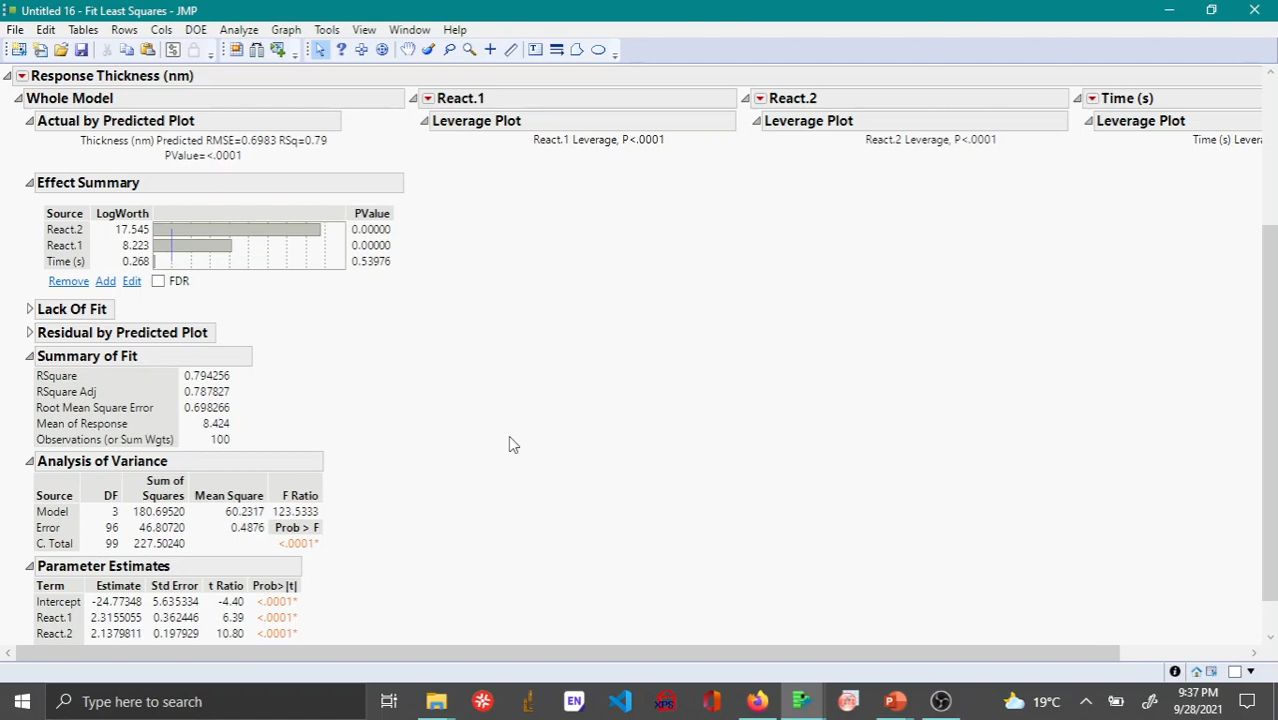 Untitled 16 - Fit Least Squares - JMP
File Edit Tables Rows Cols DOE Analyze Graph Tools View Window Help
Response Thickness (nm)
Whole Model
React.1
React.2
Time (s)
Actual by Predicted Plot
Leverage Plot
Leverage Plot
Leverage Plot
Thickness (nm) Predicted RMSE=0.6983 RSq=0.79
PValue=<.0001
React.1 Leverage, P<.0001
React.2 Leverage, P<.0001
Time (s) Levera
Effect Summary
Source LogWorth PValue
React.2 17.545 0.00000
React.1 8.223 0.00000
Time (s) 0.268 0.53976
Remove Add Edit FDR
Lack Of Fit
Residual by Predicted Plot
Summary of Fit
RSquare 0.794256
RSquare Adj 0.787827
Root Mean Square Error 0.698266
Mean of Response 8.424
Observations (or Sum Wgts) 100
Analysis of Variance
Sum of
Source DF Squares Mean Square F Ratio
Model 3 180.69520 60.2317 123.5333
Error 96 46.80720 0.4876 Prob > F
C. Total 99 227.50240 <.0001*
Parameter Estimates
Term Estimate Std Error t Ratio Prob>|t|
Intercept -24.77348 5.635334 -4.40 <.0001*
React.1 2.3155055 0.362446 6.39 <.0001*
React.2 2.1379811 0.197929 10.80 <.0001*
Type here to search
EN
XPS
19°C
9:37 PM
9/28/2021